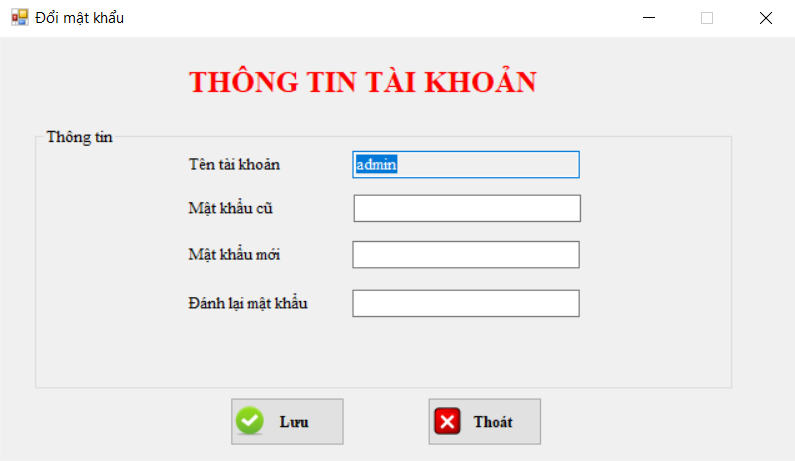 Đổi mật khẩu
THÔNG TIN TÀI KHOẢN
Thông tin
Tên tài khoản admin
Mật khẩu cũ
Mật khẩu mới
Đánh lại mật khẩu
Lưu Thoát